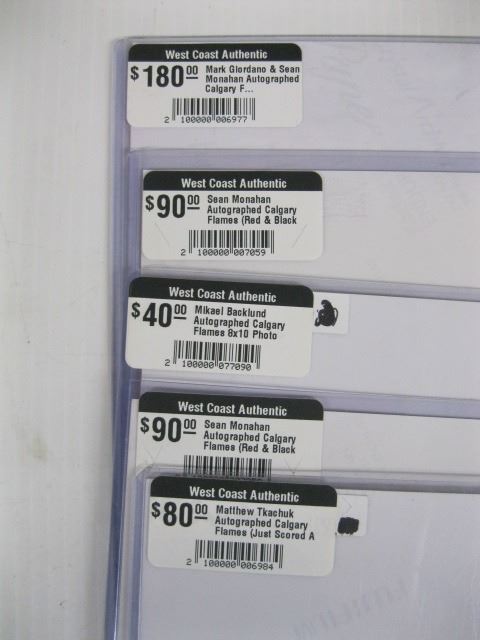 West Coast Authentic
$180.00 Mark Giordano & Sean
Monahan Autographed
Calgary F...
2 100000 006977
West Coast Authentic
$90.00 Sean Monahan
Autographed Calgary
Flames (Red & Black
2 100000 007059
West Coast Authentic
$40.00 Mikael Backlund
Autographed Calgary
Flames 8x10 Photo
2 100000 077090
West Coast Authentic
$90.00 Sean Monahan
Autographed Calgary
Flames (Red & Black
West Coast Authentic
$80.00 Matthew Tkachuk
Autographed Calgary
Flames (Just Scored A
2 100000 006984